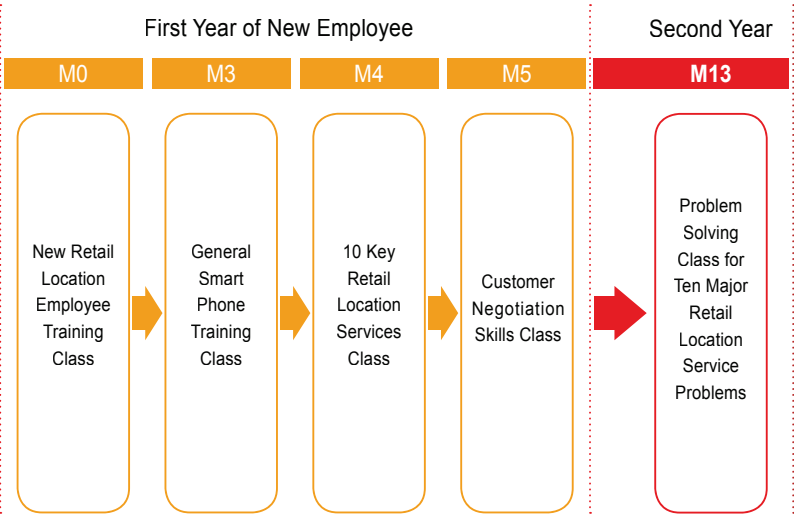 First Year of New Employee
Second Year
M0
M3
M4
M5
M13
New Retail
Location
Employee
Training
Class
General
Smart
Phone
Training
Class
10 Key
Retail
Location
Services
Class
Customer
Negotiation
Skills Class
Problem
Solving
Class for
Ten Major
Retail
Location
Service
Problems